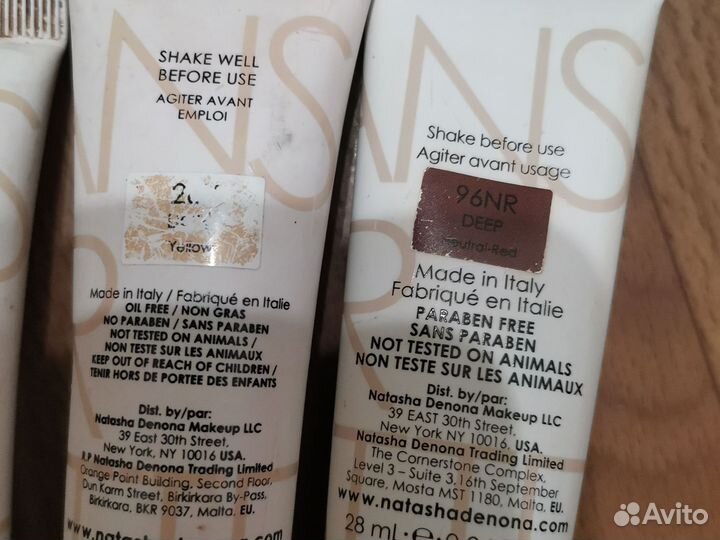 SHAKE WELL
BEFORE USE
AGITER AVANT
EMPLOI
Yellow
Made in Italy / Fabriqué en Italie
OIL FREE / NON GRAS
NO PARABEN / SANS PARABEN
NOT TESTED ON ANIMALS /
NON TESTE SUR LES ANIMAUX
KEEP OUT OF REACH OF CHILDREN /
TENIR HORS DE PORTEE DES ENFANTS
Dist. by/par:
Natasha Denona Makeup LLC
39 East 30th Street,
New York, NY 10016 USA.
R.P Natasha Denona Trading Limited
Orange Point Building, Second Floor,
Dun Karm Street, Birkirkara By-Pass,
Birkirkara, BKR 9037, Malta, EU.
www.natashadenona.com
Shake before use
Agiter avant usage
96NR
DEEP
Neutral-Red
Made in Italy
Fabriqué en Italie
PARABEN FREE
SANS PARABEN
NOT TESTED ON ANIMALS
NON TESTE SUR LES ANIMAUX
Dist. by/par:
Natasha Denona Makeup LLC
39 EAST 30th Street,
New York NY 10016, USA.
Natasha Denona Trading Limited
The Cornerstone Complex,
Level 3 - Suite 3,16th September
Square, Mosta MST 1180, Malta, EU.
www.natashadenona.com
28 mL ℮
Avito